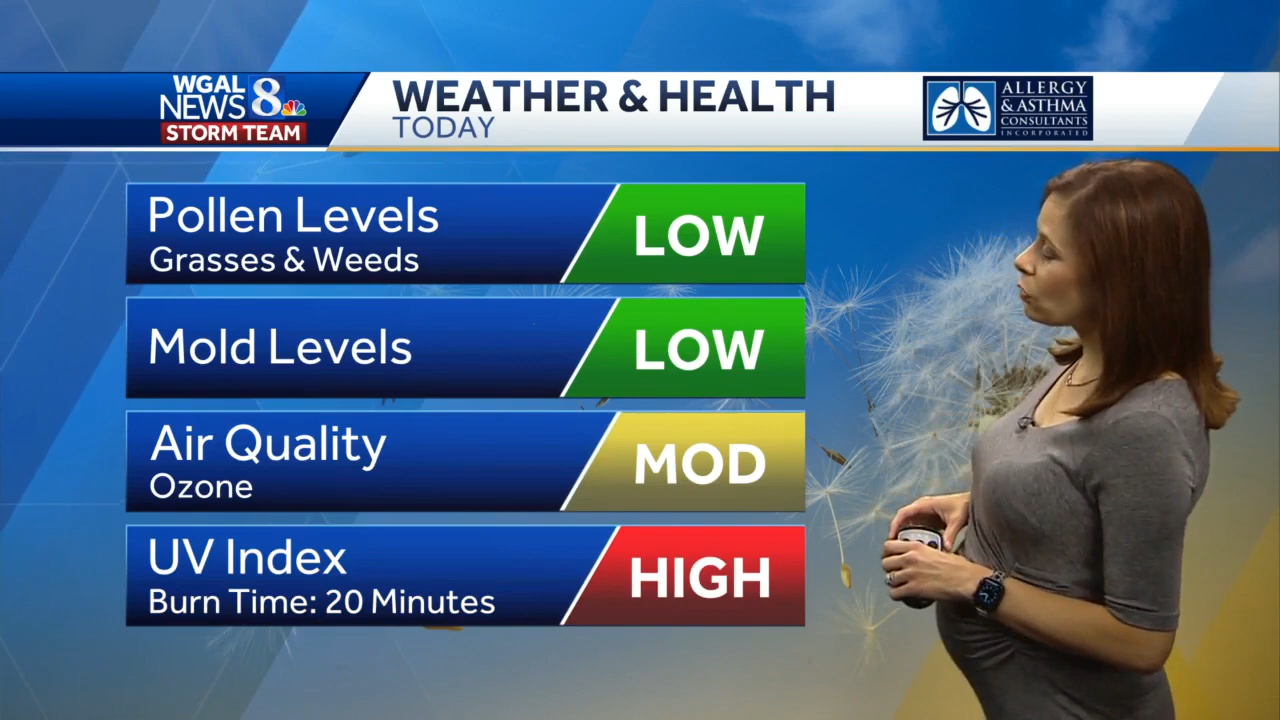 WGAL
NEWS 8
STORM TEAM
WEATHER & HEALTH
TODAY
ALLERGY
& ASTHMA
CONSULTANTS
INCORPORATED
Pollen Levels
Grasses & Weeds
LOW
Mold Levels
LOW
Air Quality
Ozone
MOD
UV Index
Burn Time: 20 Minutes
HIGH